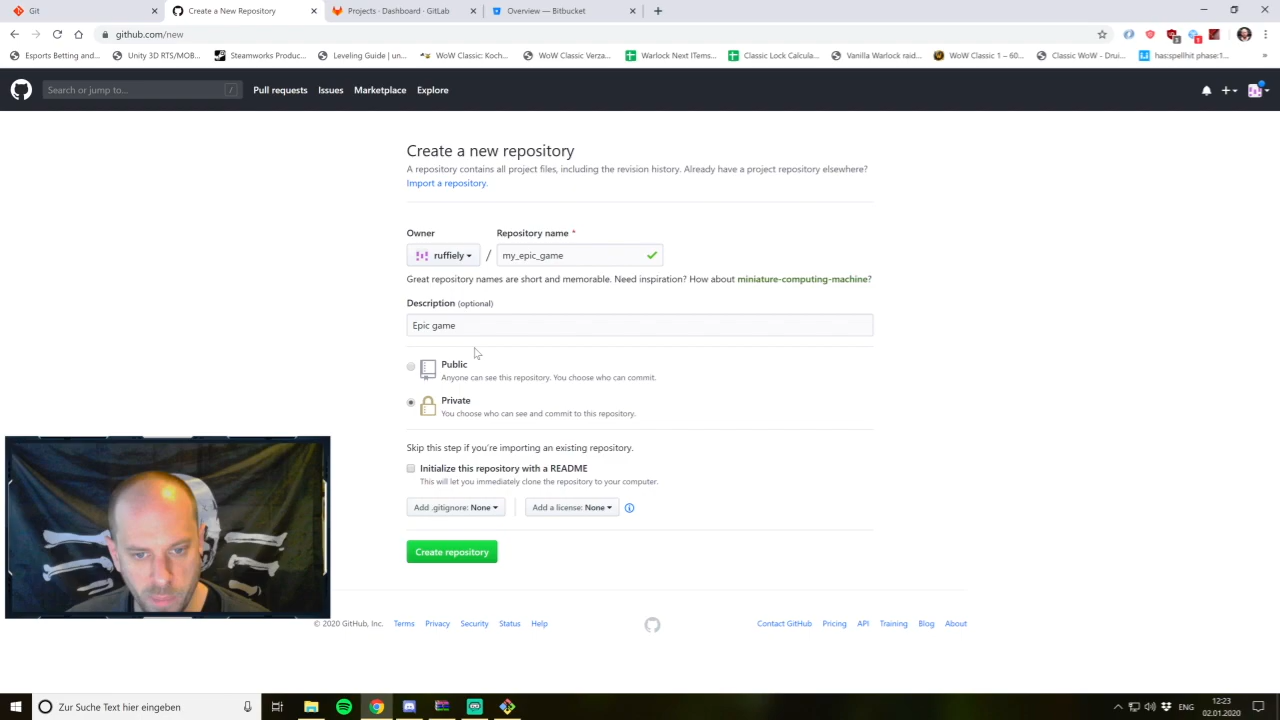 Git
Create a New Repository
Projects · Dashboard · GitLab
Overview — Bitbucket
github.com/new
Esports Betting and...
Unity 3D RTS/MOB...
Steamworks Produc...
Leveling Guide | un...
WoW Classic: Koch...
WoW Classic Verza...
Warlock Next ITems...
Classic Lock Calcula...
Vanilla Warlock raid...
WoW Classic 1 – 60...
Classic WoW - Drui...
has:spellhit phase:1...
»
Search or jump to...
/
Pull requests
Issues
Marketplace
Explore
Create a new repository
A repository contains all project files, including the revision history. Already have a project repository elsewhere?
Import a repository.
Owner
Repository name *
ruffiely
/
my_epic_game
Great repository names are short and memorable. Need inspiration? How about miniature-computing-machine?
Description (optional)
Epic game
Public
Anyone can see this repository. You choose who can commit.
Private
You choose who can see and commit to this repository.
Skip this step if you're importing an existing repository.
Initialize this repository with a README
This will let you immediately clone the repository to your computer.
Add .gitignore: None
Add a license: None
Create repository
© 2020 GitHub, Inc.
Terms
Privacy
Security
Status
Help
Contact GitHub
Pricing
API
Training
Blog
About
Zur Suche Text hier eingeben
ENG
12:23
02.01.2020